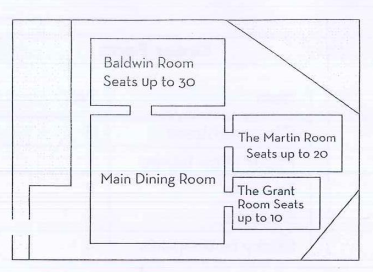 Baldwin Room
Seats up to 30
The Martin Room
Seats up to 20
Main Dining Room
The Grant
Room Seats
up to 10